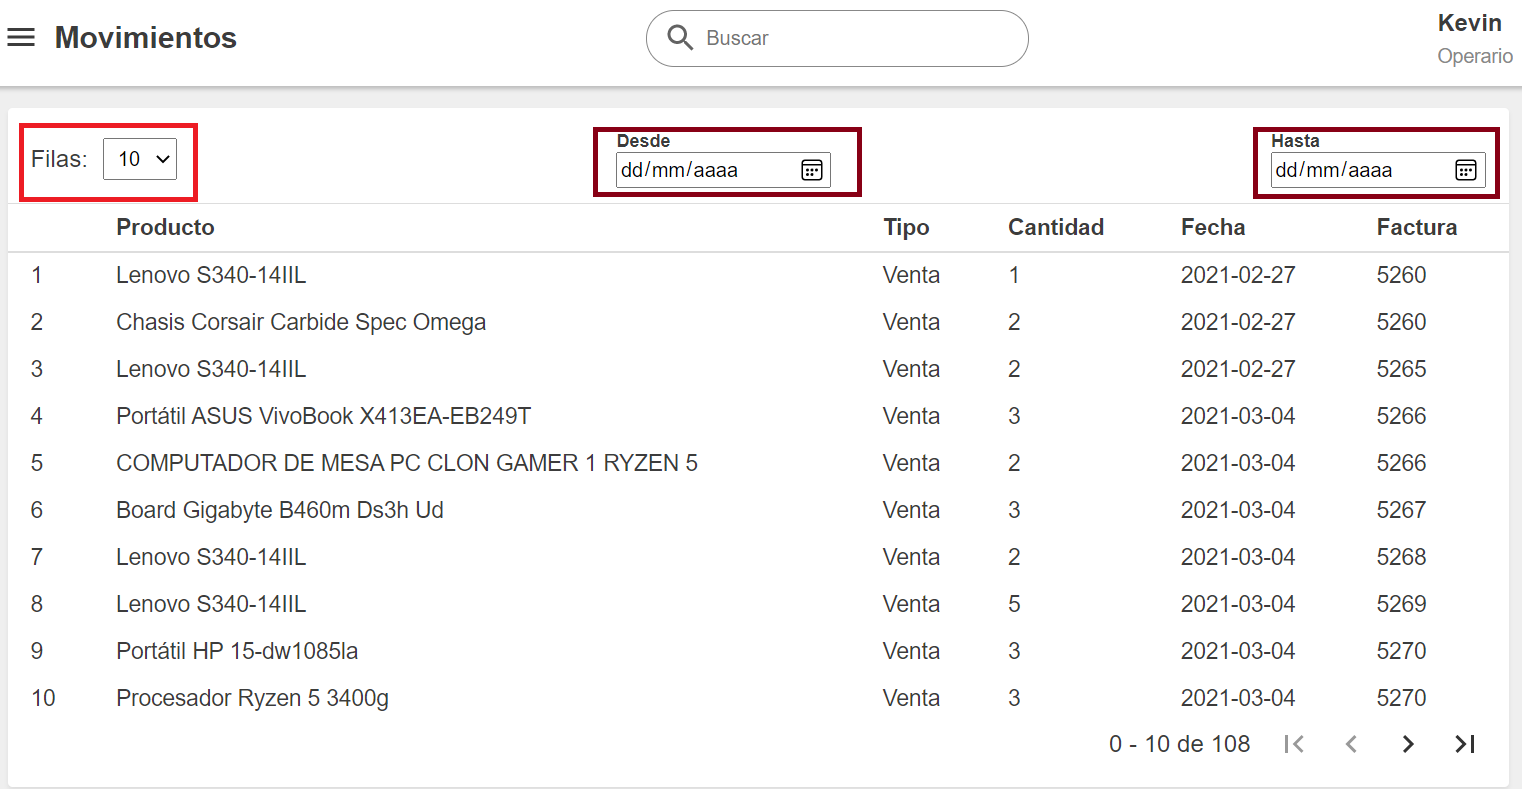 Movimientos
Buscar
Kevin
Operario
Filas: 10
Desde
dd/mm/aaaa
Hasta
dd/mm/aaaa
Producto Tipo Cantidad Fecha Factura
1 Lenovo S340-14IIL Venta 1 2021-02-27 5260
2 Chasis Corsair Carbide Spec Omega Venta 2 2021-02-27 5260
3 Lenovo S340-14IIL Venta 2 2021-02-27 5265
4 Portátil ASUS VivoBook X413EA-EB249T Venta 3 2021-03-04 5266
5 COMPUTADOR DE MESA PC CLON GAMER 1 RYZEN 5 Venta 2 2021-03-04 5266
6 Board Gigabyte B460m Ds3h Ud Venta 3 2021-03-04 5267
7 Lenovo S340-14IIL Venta 2 2021-03-04 5268
8 Lenovo S340-14IIL Venta 5 2021-03-04 5269
9 Portátil HP 15-dw1085la Venta 3 2021-03-04 5270
10 Procesador Ryzen 5 3400g Venta 3 2021-03-04 5270
0 - 10 de 108